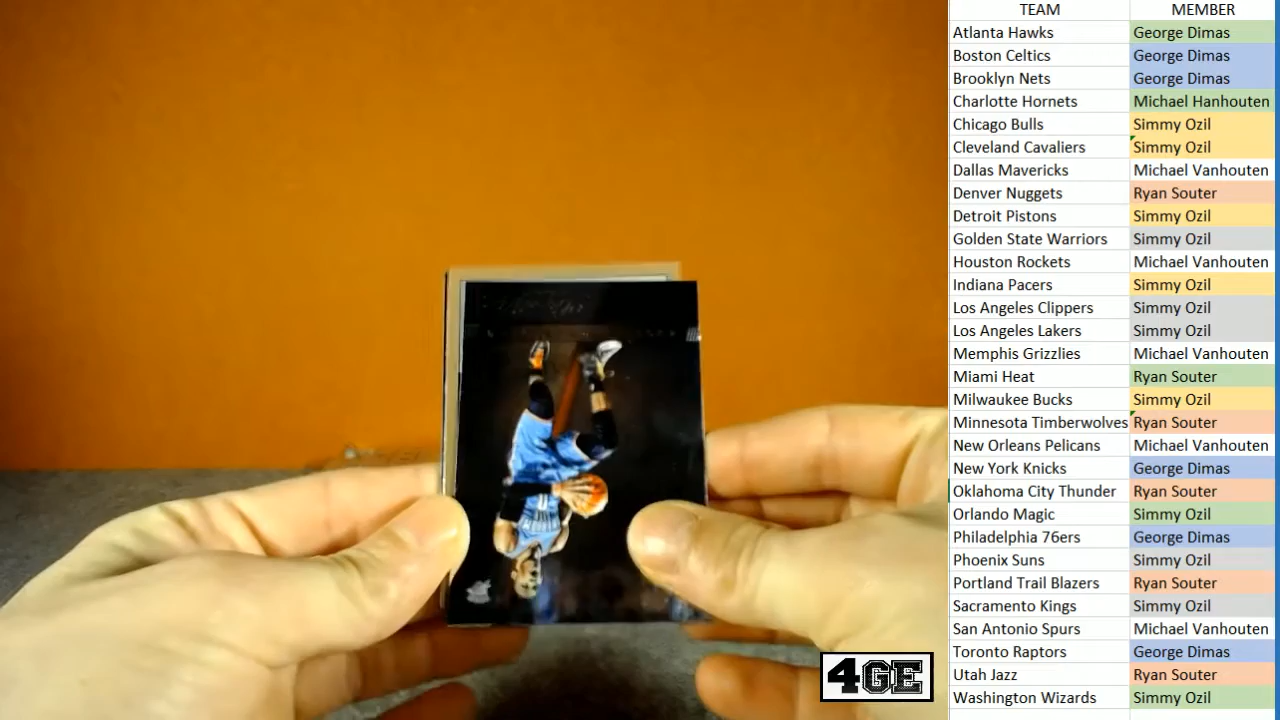 TEAM MEMBER
Atlanta Hawks George Dimas
Boston Celtics George Dimas
Brooklyn Nets George Dimas
Charlotte Hornets Michael Hanhouten
Chicago Bulls Simmy Ozil
Cleveland Cavaliers Simmy Ozil
Dallas Mavericks Michael Vanhouten
Denver Nuggets Ryan Souter
Detroit Pistons Simmy Ozil
Golden State Warriors Simmy Ozil
Houston Rockets Michael Vanhouten
Indiana Pacers Simmy Ozil
Los Angeles Clippers Simmy Ozil
Los Angeles Lakers Simmy Ozil
Memphis Grizzlies Michael Vanhouten
Miami Heat Ryan Souter
Milwaukee Bucks Simmy Ozil
Minnesota Timberwolves Ryan Souter
New Orleans Pelicans Michael Vanhouten
New York Knicks George Dimas
Oklahoma City Thunder Ryan Souter
Orlando Magic Simmy Ozil
Philadelphia 76ers George Dimas
Phoenix Suns Simmy Ozil
Portland Trail Blazers Ryan Souter
Sacramento Kings Simmy Ozil
San Antonio Spurs Michael Vanhouten
Toronto Raptors George Dimas
Utah Jazz Ryan Souter
Washington Wizards Simmy Ozil
4GE